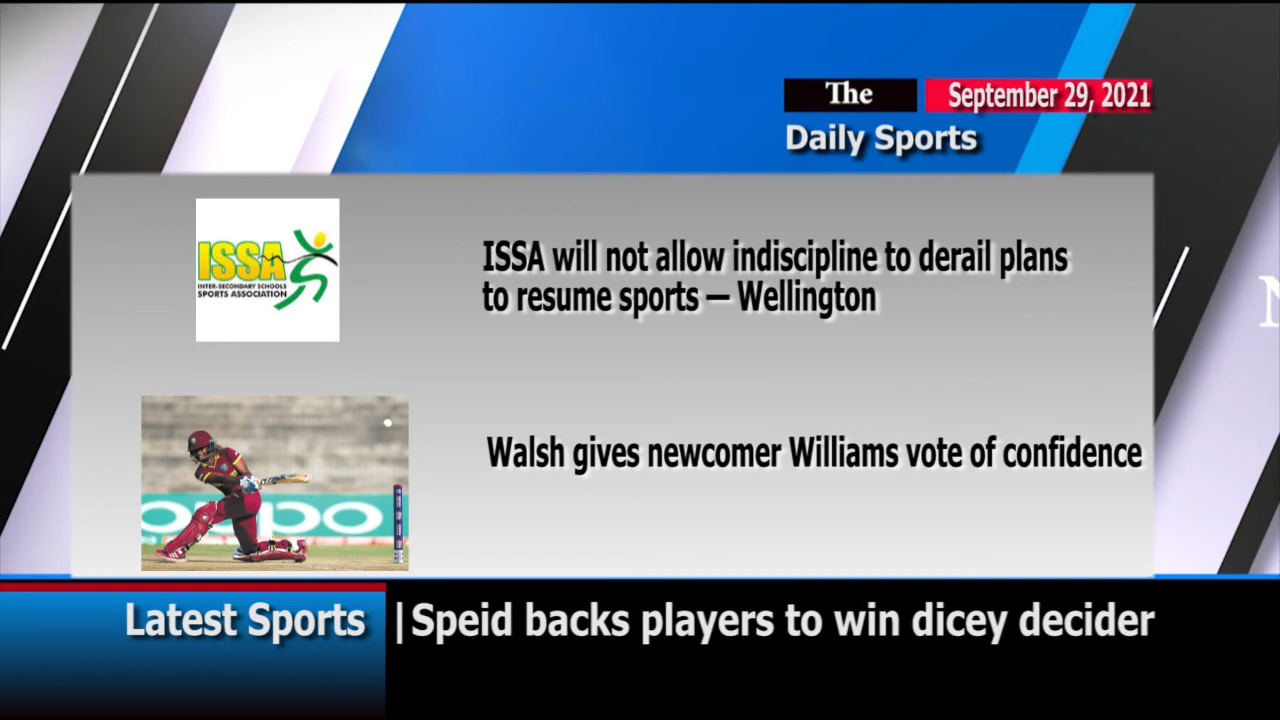 The
September 29, 2021
Daily Sports
ISSA
INTER-SECONDARY SCHOOLS
SPORTS ASSOCIATION
ISSA will not allow indiscipline to derail plans
to resume sports — Wellington
oppo
Walsh gives newcomer Williams vote of confidence
Latest Sports |Speid backs players to win dicey decider
N